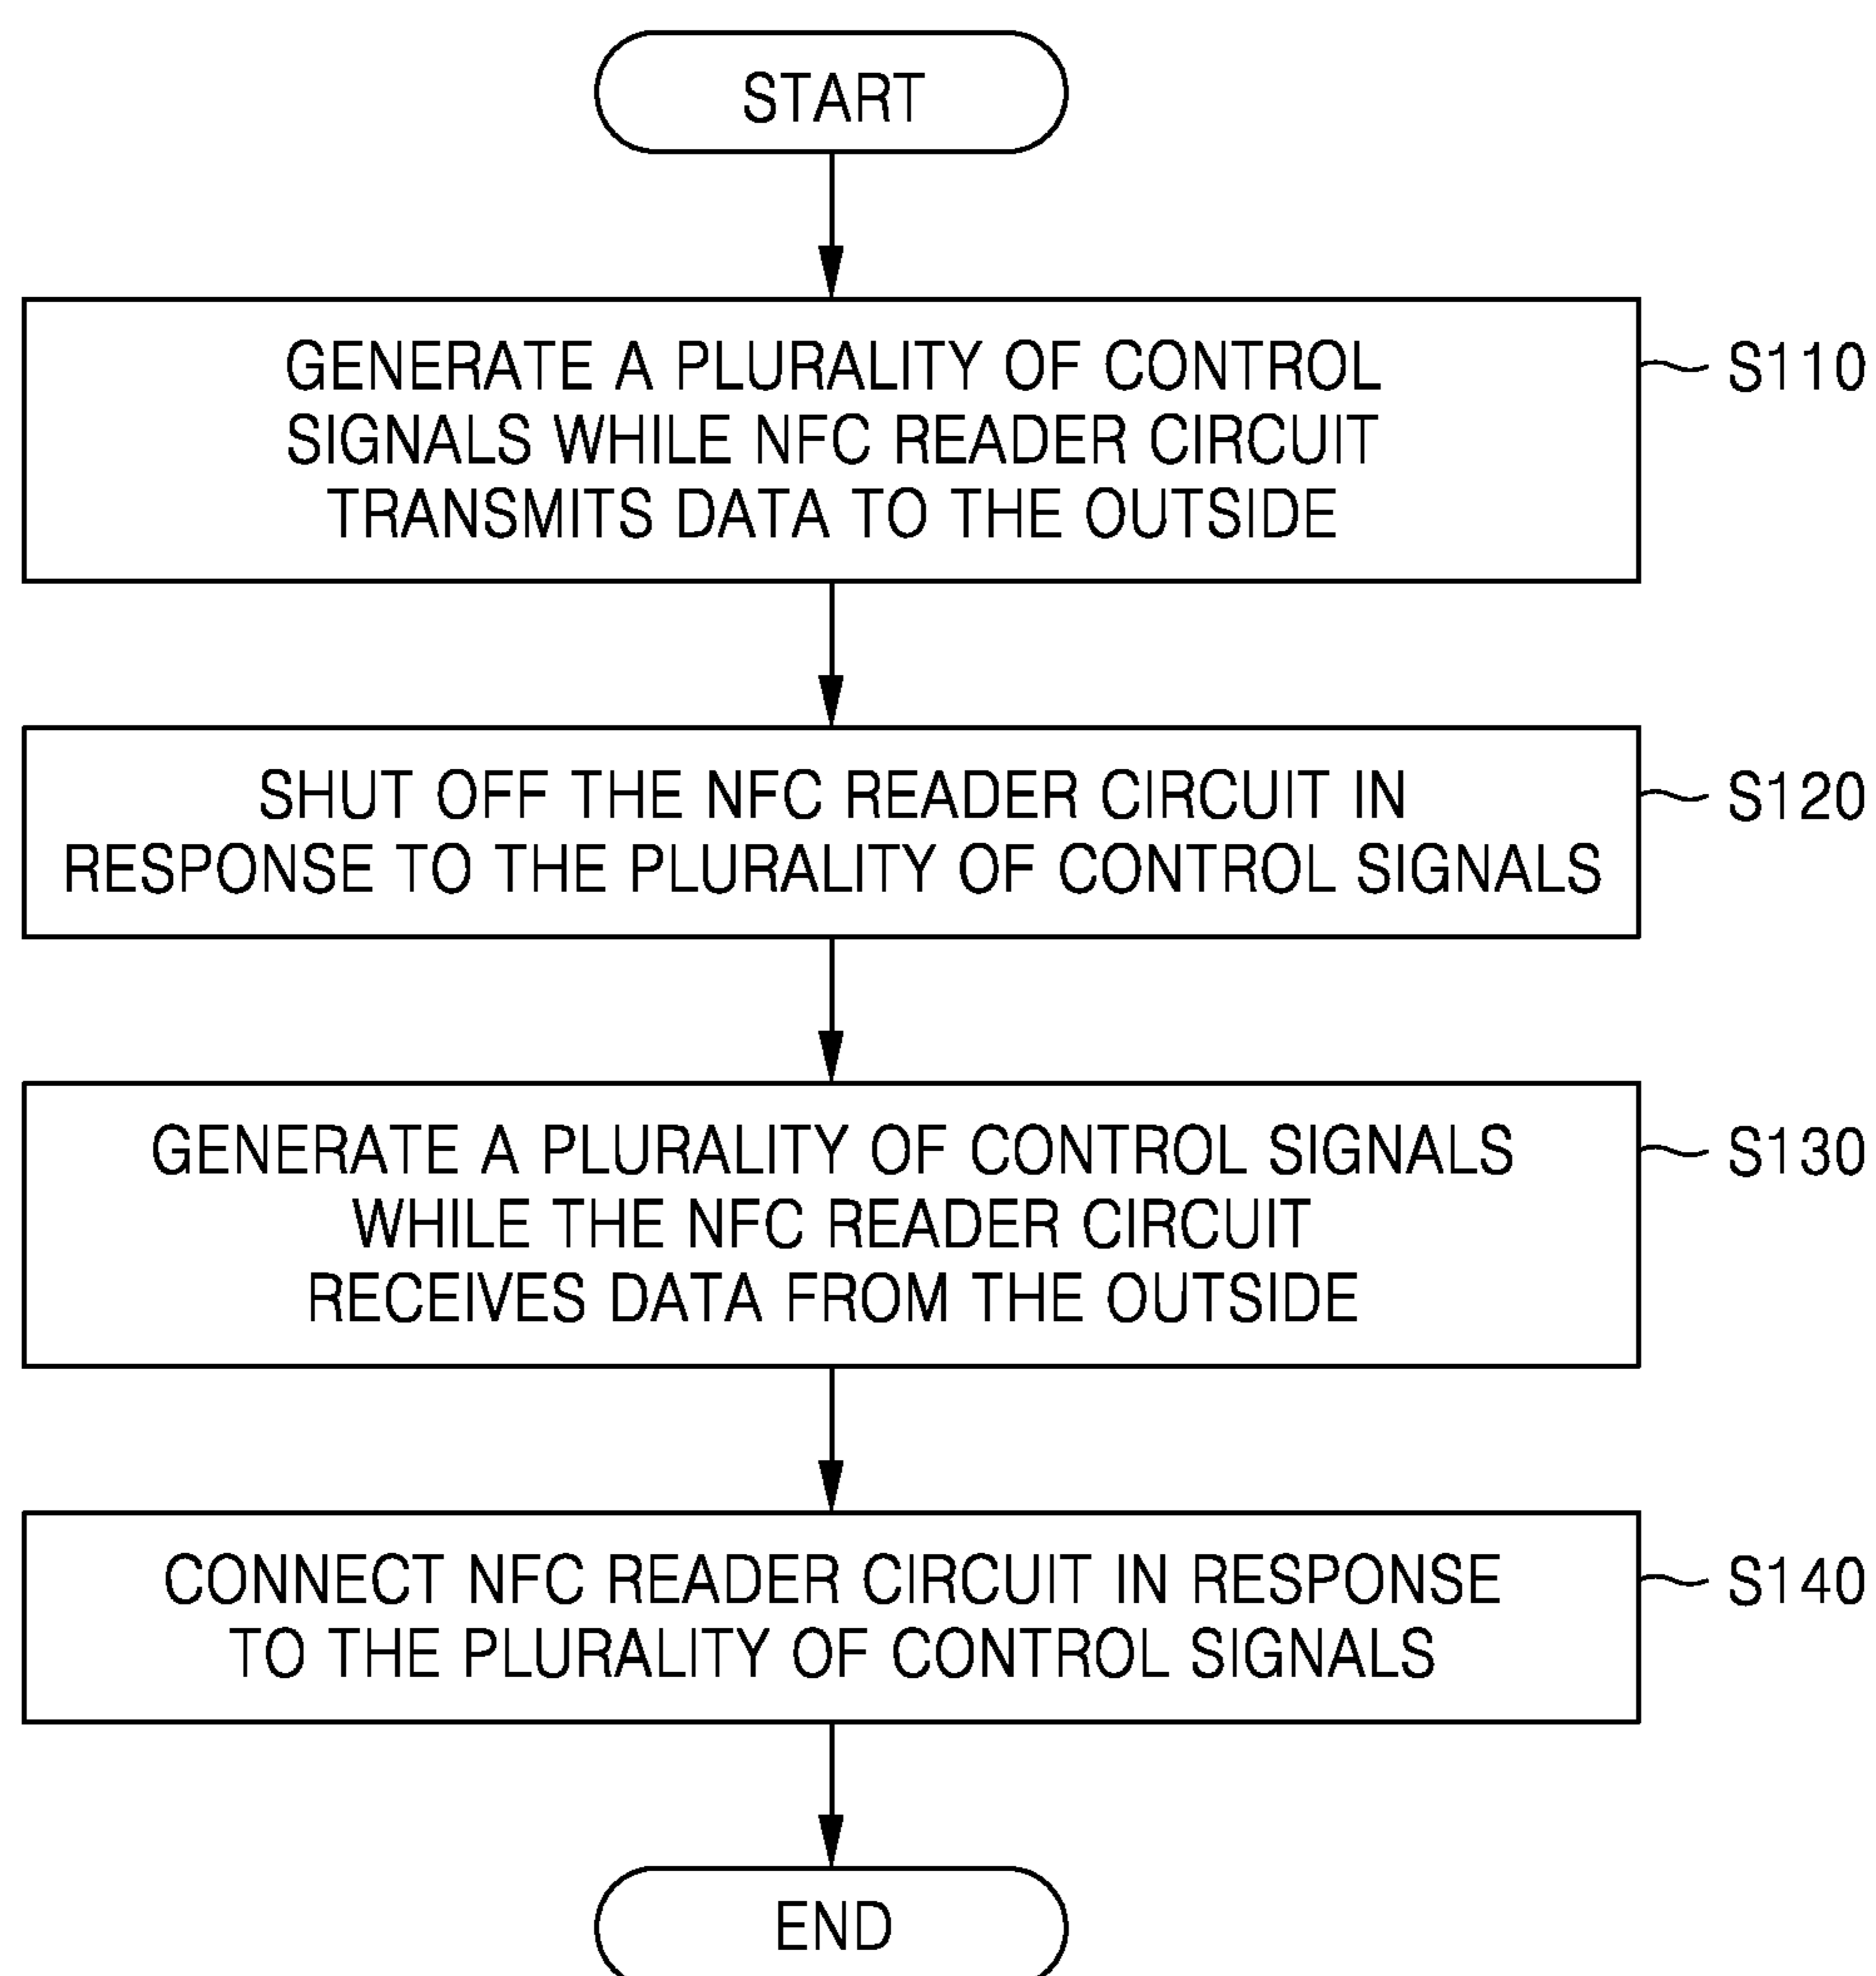 START
GENERATE A PLURALITY OF CONTROL
SIGNALS WHILE NFC READER CIRCUIT
TRANSMITS DATA TO THE OUTSIDE
S110
SHUT OFF THE NFC READER CIRCUIT IN
RESPONSE TO THE PLURALITY OF CONTROL SIGNALS
S120
GENERATE A PLURALITY OF CONTROL SIGNALS
WHILE THE NFC READER CIRCUIT
RECEIVES DATA FROM THE OUTSIDE
S130
CONNECT NFC READER CIRCUIT IN RESPONSE
TO THE PLURALITY OF CONTROL SIGNALS
S140
END